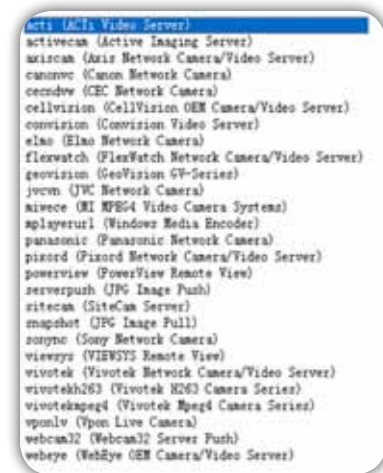 acti (ACTi Video Server)
activecam (Active Imaging Server)
axiscam (Axis Network Camera/Video Server)
canonvc (Canon Network Camera)
cecndvw (CEC Network Camera)
cellvision (CellVision OEM Camera/Video Server)
convision (Convision Video Server)
elmo (Elmo Network Camera)
flexwatch (FlexWatch Network Camera/Video Server)
geovision (GeoVision GV-Series)
jvcvn (JVC Network Camera)
miwece (MI MPEG4 Video Camera Systems)
mplayerurl (Windows Media Encoder)
panasonic (Panasonic Network Camera)
pixord (Pixord Network Camera/Video Server)
powerview (PowerView Remote View)
serverpush (JPG Image Push)
sitecam (SiteCam Server)
snapshot (JPG Image Pull)
sonync (Sony Network Camera)
viewsys (VIEWSYS Remote View)
vivotek (Vivotek Network Camera/Video Server)
vivotekh263 (Vivotek H263 Camera Series)
vivotekmpeg4 (Vivotek Mpeg4 Camera Series)
vponlv (Vpon Live Camera)
webcam32 (Webcam32 Server Push)
webeye (WebEye OEM Camera/Video Server)